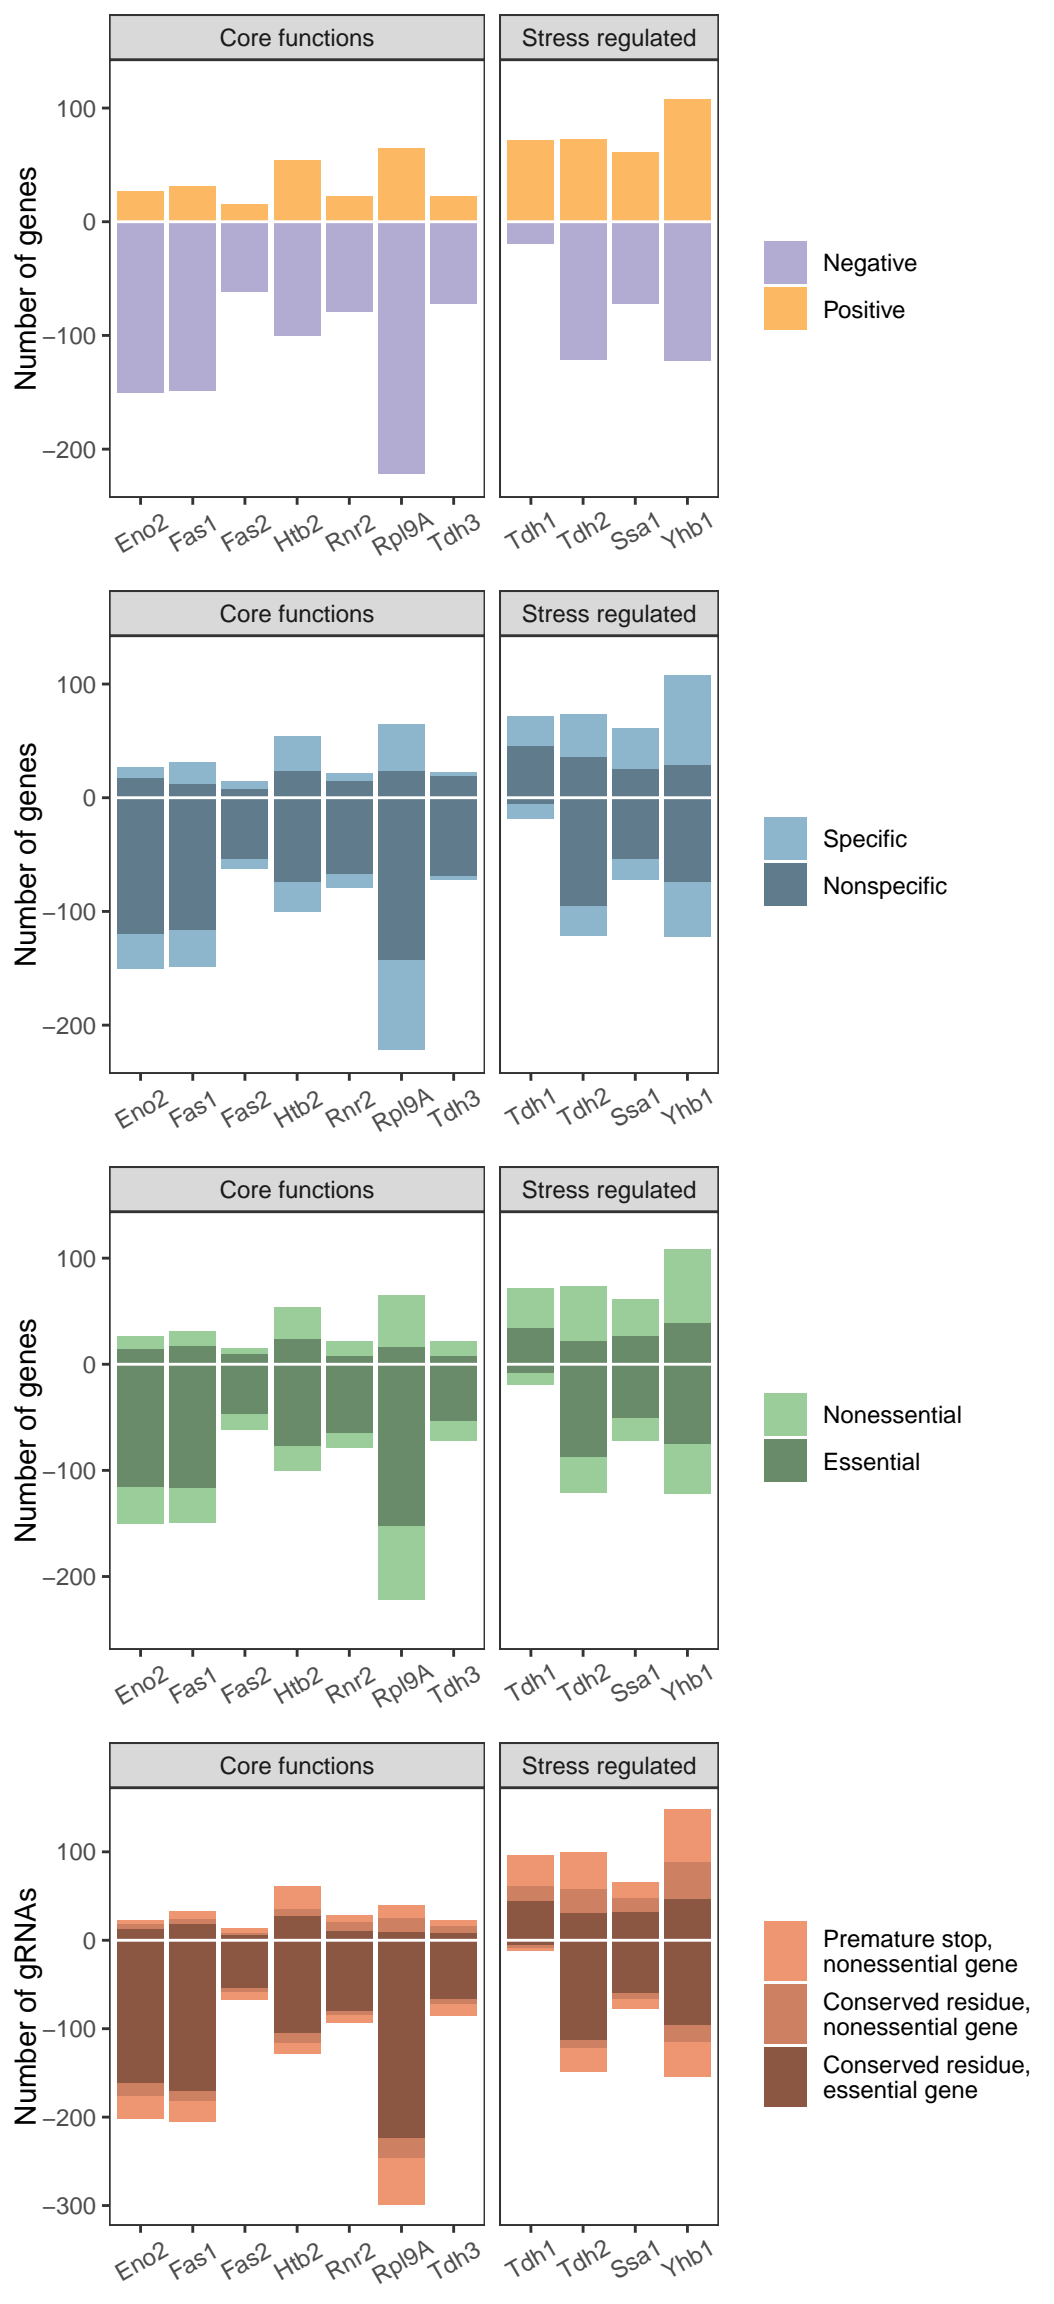 Core functions
Stress regulated
Number of genes
100
0
−100
−200
Eno2
Fas1
Fas2
Htb2
Rnr2
Rpl9A
Tdh3
Tdh1
Tdh2
Ssa1
Yhb1
Negative
Positive
Core functions
Stress regulated
Number of genes
100
0
−100
−200
Eno2
Fas1
Fas2
Htb2
Rnr2
Rpl9A
Tdh3
Tdh1
Tdh2
Ssa1
Yhb1
Specific
Nonspecific
Core functions
Stress regulated
Number of genes
100
0
−100
−200
Eno2
Fas1
Fas2
Htb2
Rnr2
Rpl9A
Tdh3
Tdh1
Tdh2
Ssa1
Yhb1
Nonessential
Essential
Core functions
Stress regulated
Number of gRNAs
100
0
−100
−200
−300
Eno2
Fas1
Fas2
Htb2
Rnr2
Rpl9A
Tdh3
Tdh1
Tdh2
Ssa1
Yhb1
Premature stop,
nonessential gene
Conserved residue,
nonessential gene
Conserved residue,
essential gene